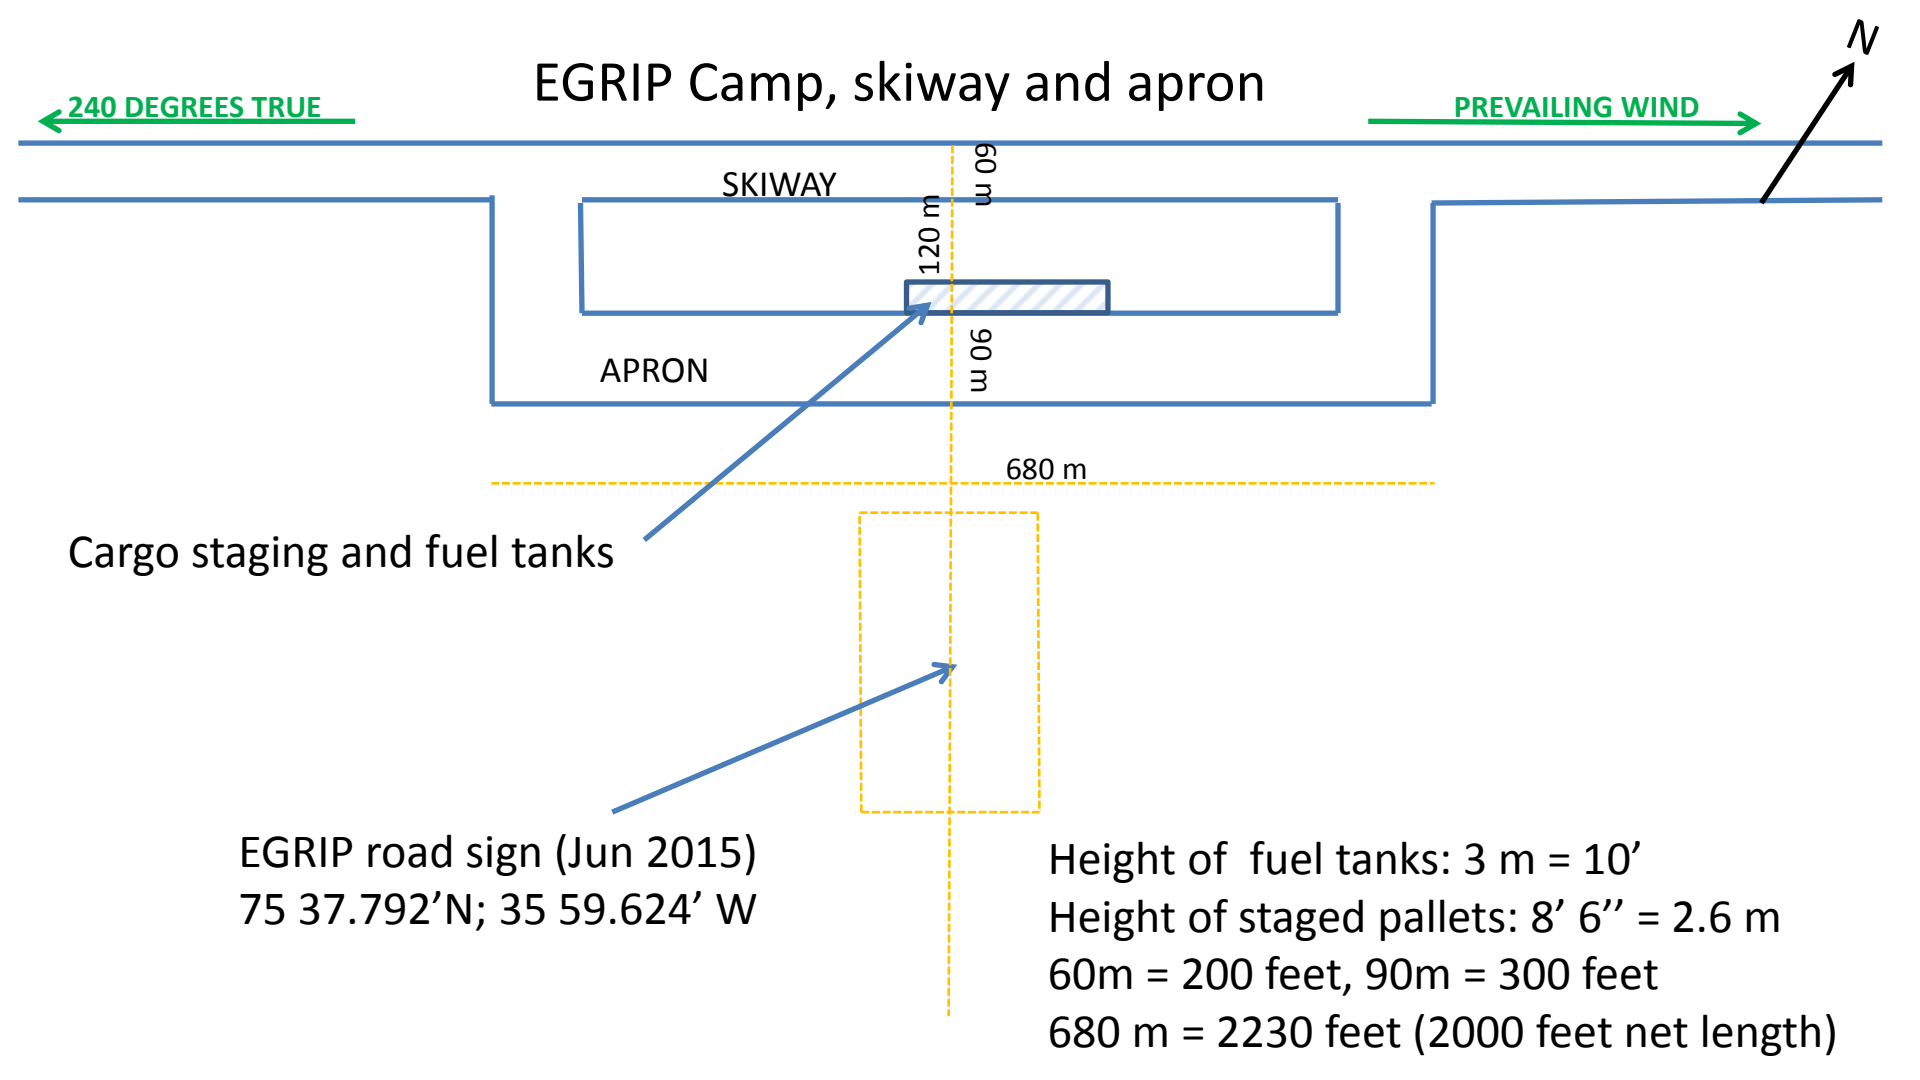 N
EGRIP Camp, skiway and apron
240 DEGREES TRUE
PREVAILING WIND
60 m
SKIWAY
120 m
90 m
APRON
680 m
Cargo staging and fuel tanks
EGRIP road sign (Jun 2015)
75 37.792’N; 35 59.624’ W
Height of  fuel tanks: 3 m = 10’
Height of staged pallets: 8’ 6’’ = 2.6 m
60m = 200 feet, 90m = 300 feet
680 m = 2230 feet (2000 feet net length)